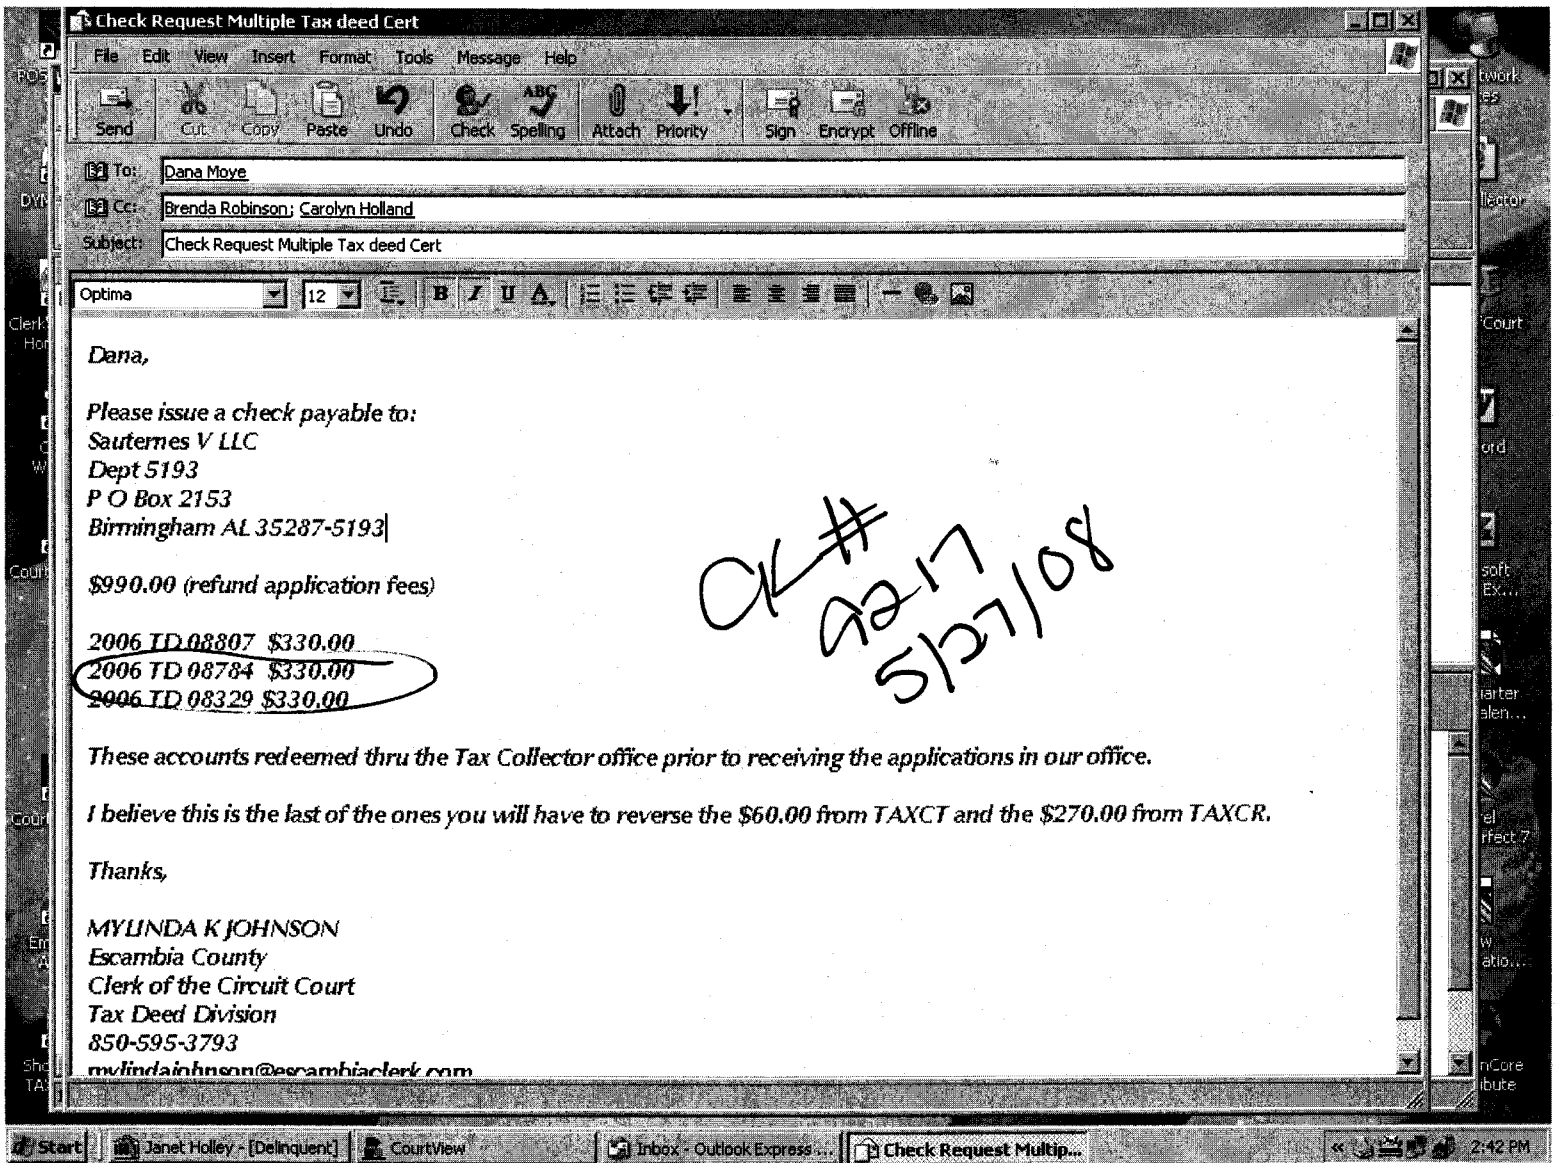 Check Request Multiple Tax deed Cert
File Edit View Insert Format Tools Message Help
Send Cut Copy Paste Undo Check Spelling Attach Priority Sign Encrypt Offline
To: Dana Moye
Cc: Brenda Robinson; Carolyn Holland
Subject: Check Request Multiple Tax deed Cert
Optima 12
Dana,
Please issue a check payable to:
Sauternes V LLC
Dept 5193
P O Box 2153
Birmingham AL 35287-5193
$990.00 (refund application fees)
2006 TD 08807 $330.00
2006 TD 08784 $330.00
2006 TD 08329 $330.00
CK #
9217
5/27/08
These accounts redeemed thru the Tax Collector office prior to receiving the applications in our office.
I believe this is the last of the ones you will have to reverse the $60.00 from TAXCT and the $270.00 from TAXCR.
Thanks,
MYLINDA K JOHNSON
Escambia County
Clerk of the Circuit Court
Tax Deed Division
850-595-3793
mylindajohnson@escambiaclerk.com
Start Janet Holley - [Delinquent] CourtView Inbox - Outlook Express ... Check Request Multip... 2:42 PM